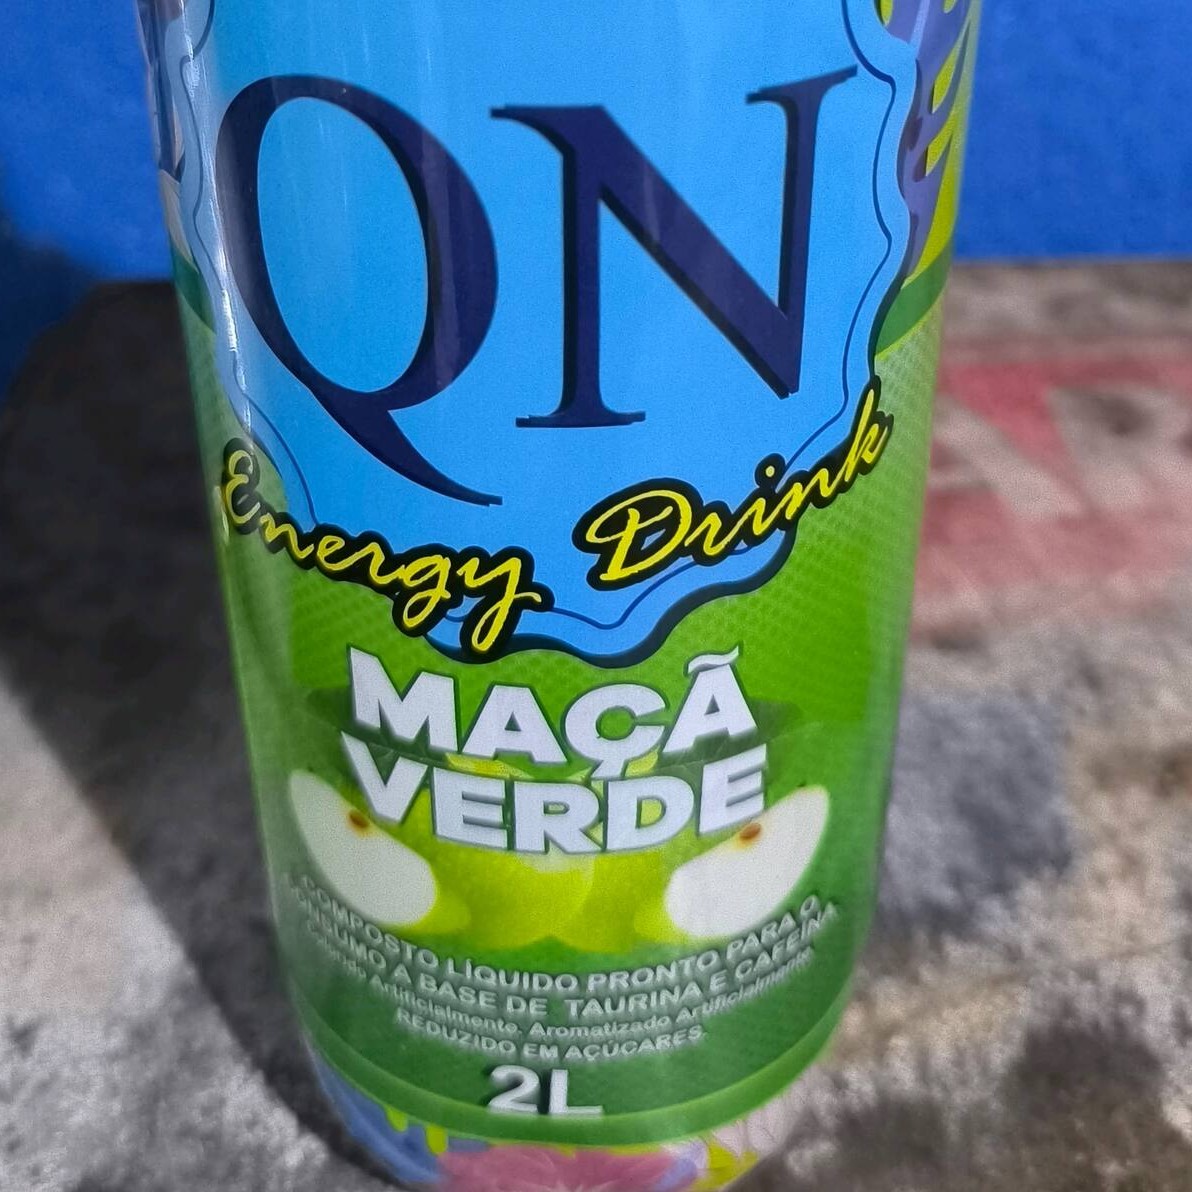 QN
Energy Drink
MAÇÃ
VERDE
COMPOSTO LÍQUIDO PRONTO PARA O
CONSUMO A BASE DE TAURINA E CAFEÍNA
Colorido Artificialmente, Aromatizado Artificialmente
REDUZIDO EM AÇÚCARES
2L